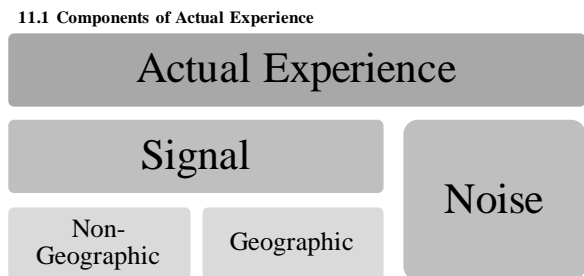 11.1 Components of Actual Experience
Actual Experience
Signal
Noise
Non-
Geographic
Geographic